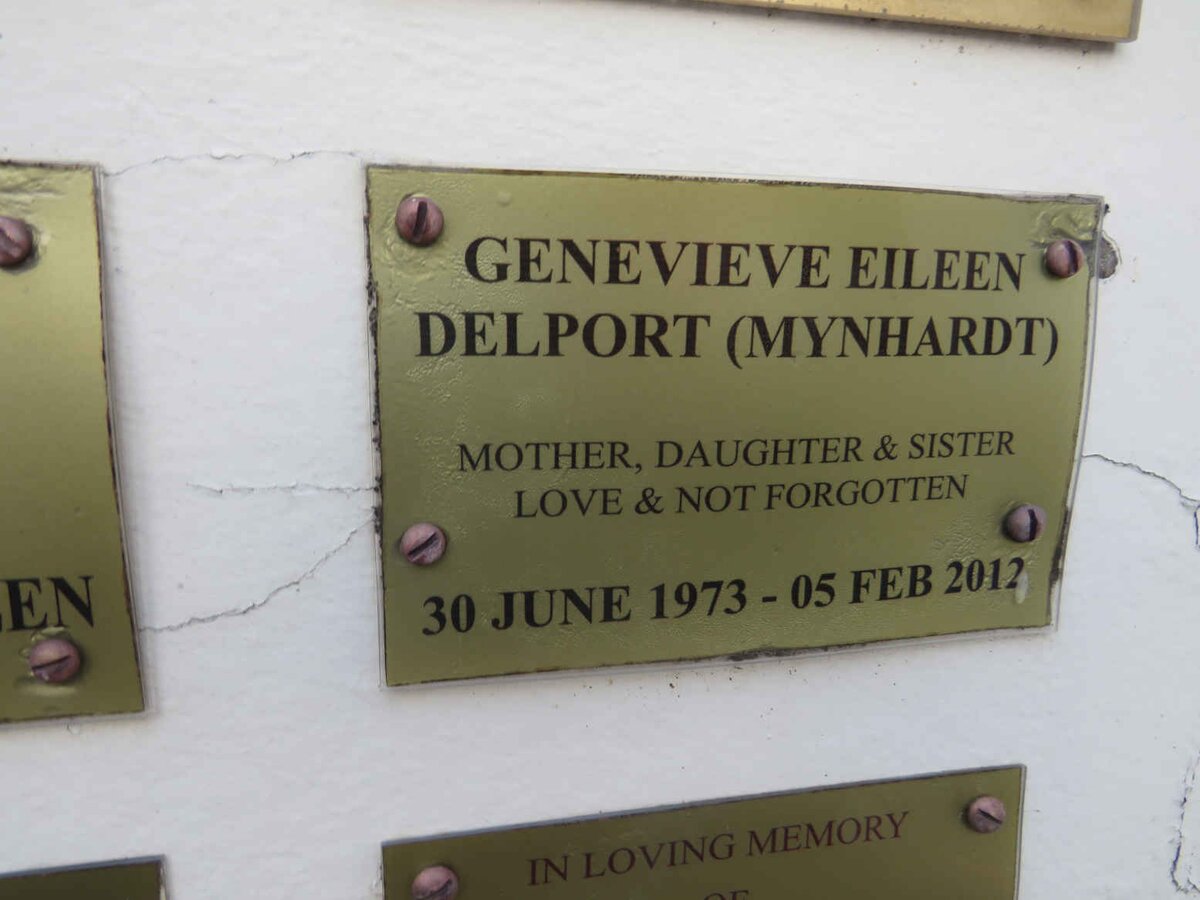 GENEVIEVE EILEEN
DELPORT (MYNHARDT)
MOTHER, DAUGHTER & SISTER
LOVE & NOT FORGOTTEN
30 JUNE 1973 - 05 FEB 2012
EEN
IN LOVING MEMORY
OF